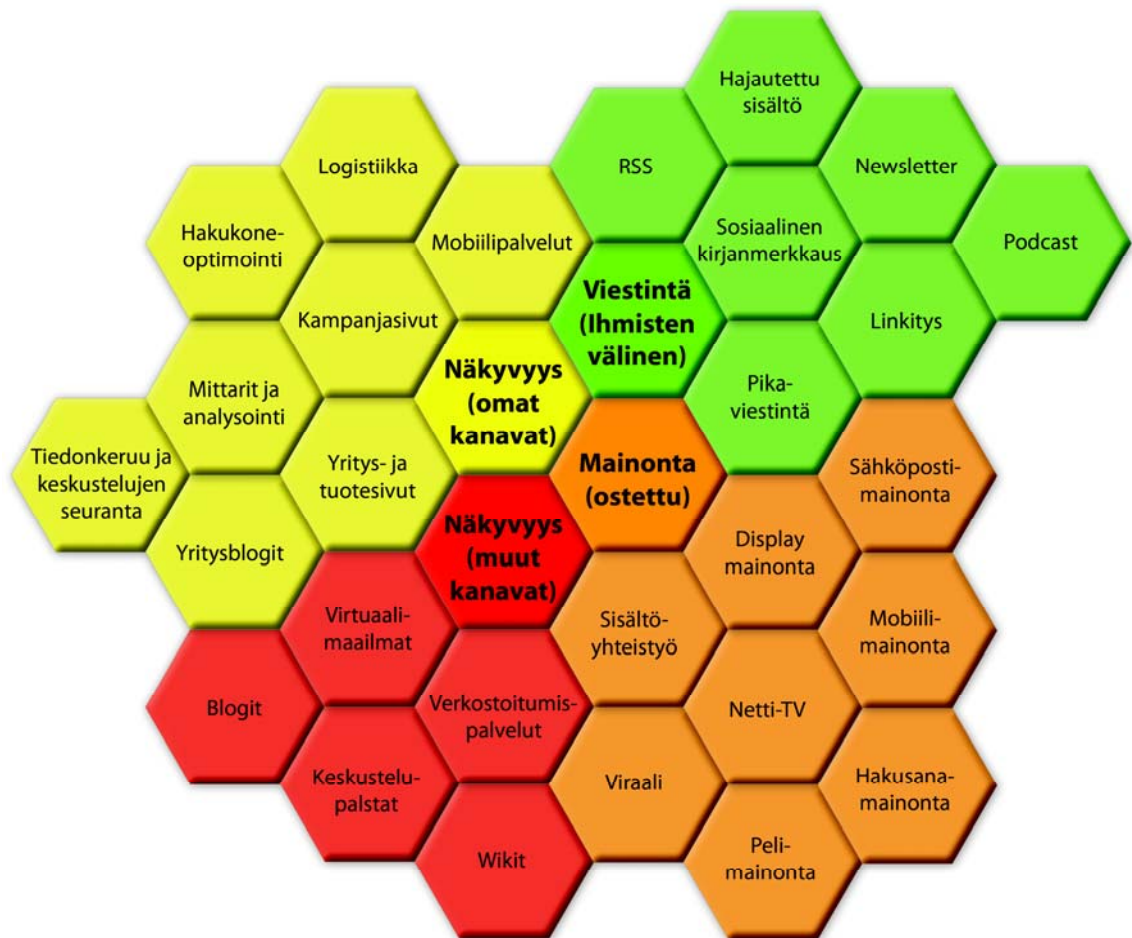 Hajautettu
sisältö
Logistiikka
RSS
Newsletter
Hakukone-
optimointi
Mobiilipalvelut
Sosiaalinen
kirjanmerkkaus
Podcast
Kampanjasivut
Viestintä
(Ihmisten
välinen)
Linkitys
Mittarit ja
analysointi
Näkyvyys
(omat
kanavat)
Pika-
viestintä
Tiedonkeruu ja
keskustelujen
seuranta
Yritys- ja
tuotesivut
Mainonta
(ostettu)
Sähköposti-
mainonta
Yritysblogit
Näkyvyys
(muut
kanavat)
Display
mainonta
Virtuaali-
maailmat
Sisältö-
yhteistyö
Mobiili-
mainonta
Blogit
Verkostoitumis-
palvelut
Netti-TV
Keskustelu-
palstat
Viraali
Hakusana-
mainonta
Wikit
Peli-
mainonta